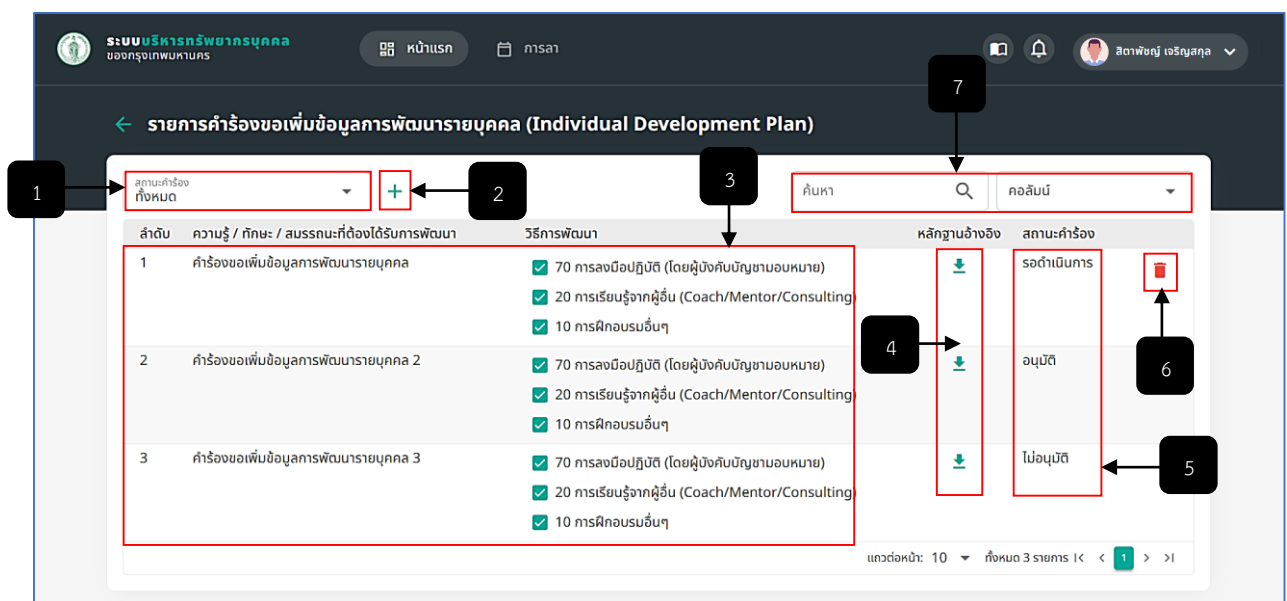 ระบบบริหารทรัพยากรบุคคล
ของกรุงเทพมหานคร
หน้าแรก
การลา
สิตาพัชญ์ เจริญสกุล
7
รายการคำร้องขอเพิ่มข้อมูลการพัฒนารายบุคคล (Individual Development Plan)
1
สถานะคำร้อง
ทั้งหมด
2
3
ค้นหา
คอลัมน์
ลำดับ ความรู้ / ทักษะ / สมรรถนะที่ต้องได้รับการพัฒนา วิธีการพัฒนา หลักฐานอ้างอิง สถานะคำร้อง
1 คำร้องขอเพิ่มข้อมูลการพัฒนารายบุคคล 70 การลงมือปฏิบัติ (โดยผู้บังคับบัญชามอบหมาย) รอดำเนินการ
20 การเรียนรู้จากผู้อื่น (Coach/Mentor/Consulting)
10 การฝึกอบรมอื่นๆ
4
6
2 คำร้องขอเพิ่มข้อมูลการพัฒนารายบุคคล 2 70 การลงมือปฏิบัติ (โดยผู้บังคับบัญชามอบหมาย) อนุมัติ
20 การเรียนรู้จากผู้อื่น (Coach/Mentor/Consulting)
10 การฝึกอบรมอื่นๆ
3 คำร้องขอเพิ่มข้อมูลการพัฒนารายบุคคล 3 70 การลงมือปฏิบัติ (โดยผู้บังคับบัญชามอบหมาย) ไม่อนุมัติ
5
20 การเรียนรู้จากผู้อื่น (Coach/Mentor/Consulting)
10 การฝึกอบรมอื่นๆ
แถวต่อหน้า: 10 ทั้งหมด 3 รายการ 1